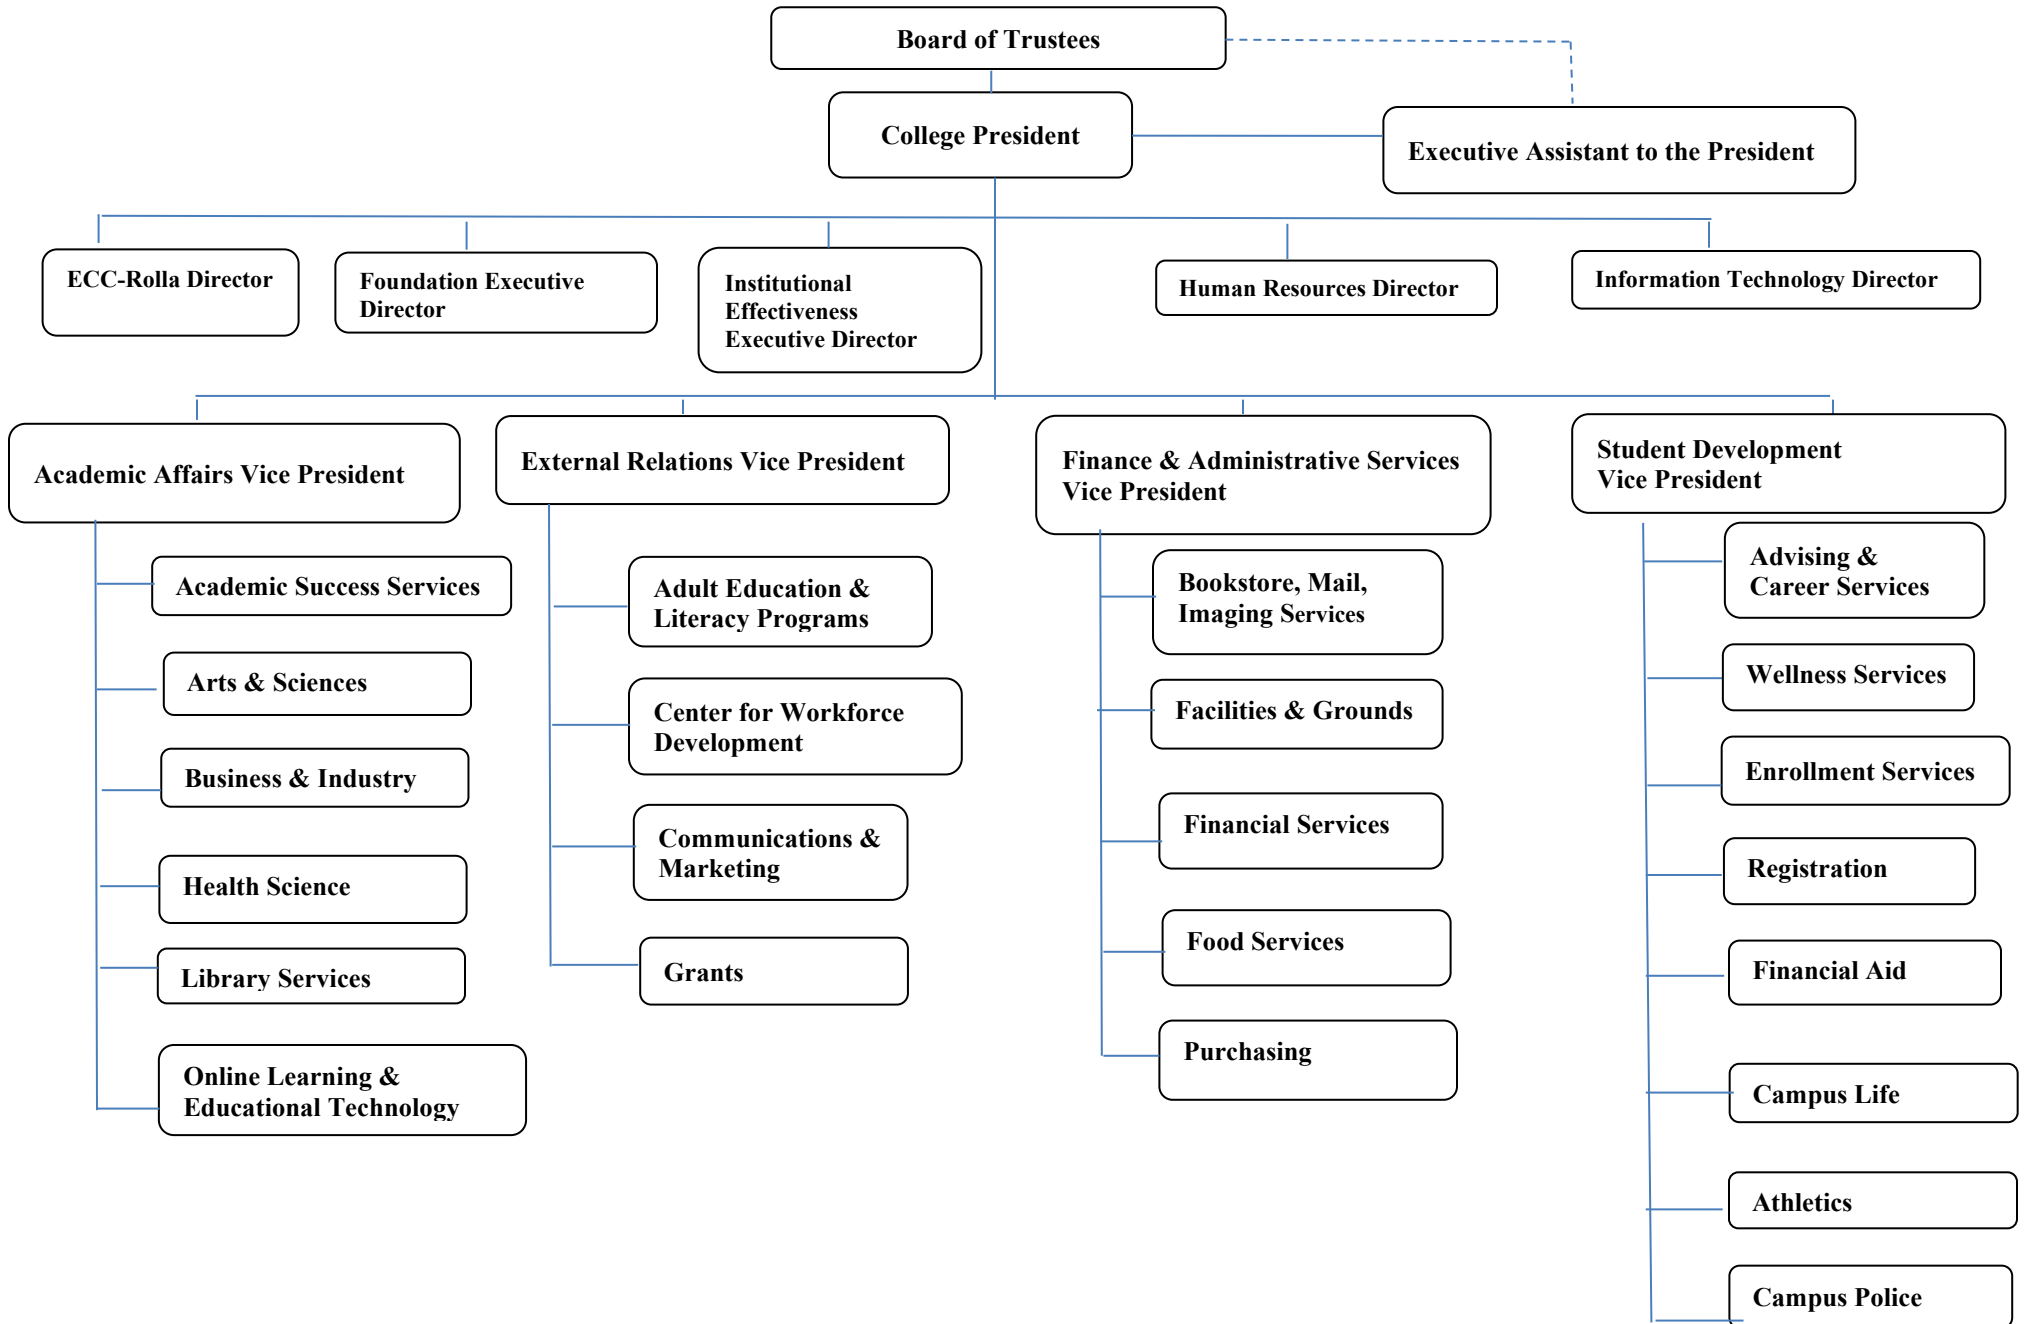 Board of Trustees
College President
Executive Assistant to the President
ECC-Rolla Director
Foundation Executive
Director
Institutional
Effectiveness
Executive Director
Human Resources Director
Information Technology Director
Academic Affairs Vice President
External Relations Vice President
Finance & Administrative Services
Vice President
Student Development
Vice President
Academic Success Services
Arts & Sciences
Business & Industry
Health Science
Library Services
Online Learning &
Educational Technology
Adult Education &
Literacy Programs
Center for Workforce
Development
Communications &
Marketing
Grants
Bookstore, Mail,
Imaging Services
Facilities & Grounds
Financial Services
Food Services
Purchasing
Advising &
Career Services
Wellness Services
Enrollment Services
Registration
Financial Aid
Campus Life
Athletics
Campus Police